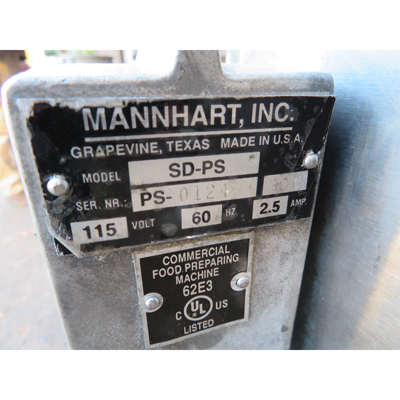 MANNHART, INC.
GRAPEVINE, TEXAS MADE IN U.S.A.
MODEL SD-PS
SER. NR.: PS-
115 VOLT 60 HZ 2.5 AMP.
COMMERCIAL
FOOD PREPARING
MACHINE
62E3
C UL US
LISTED